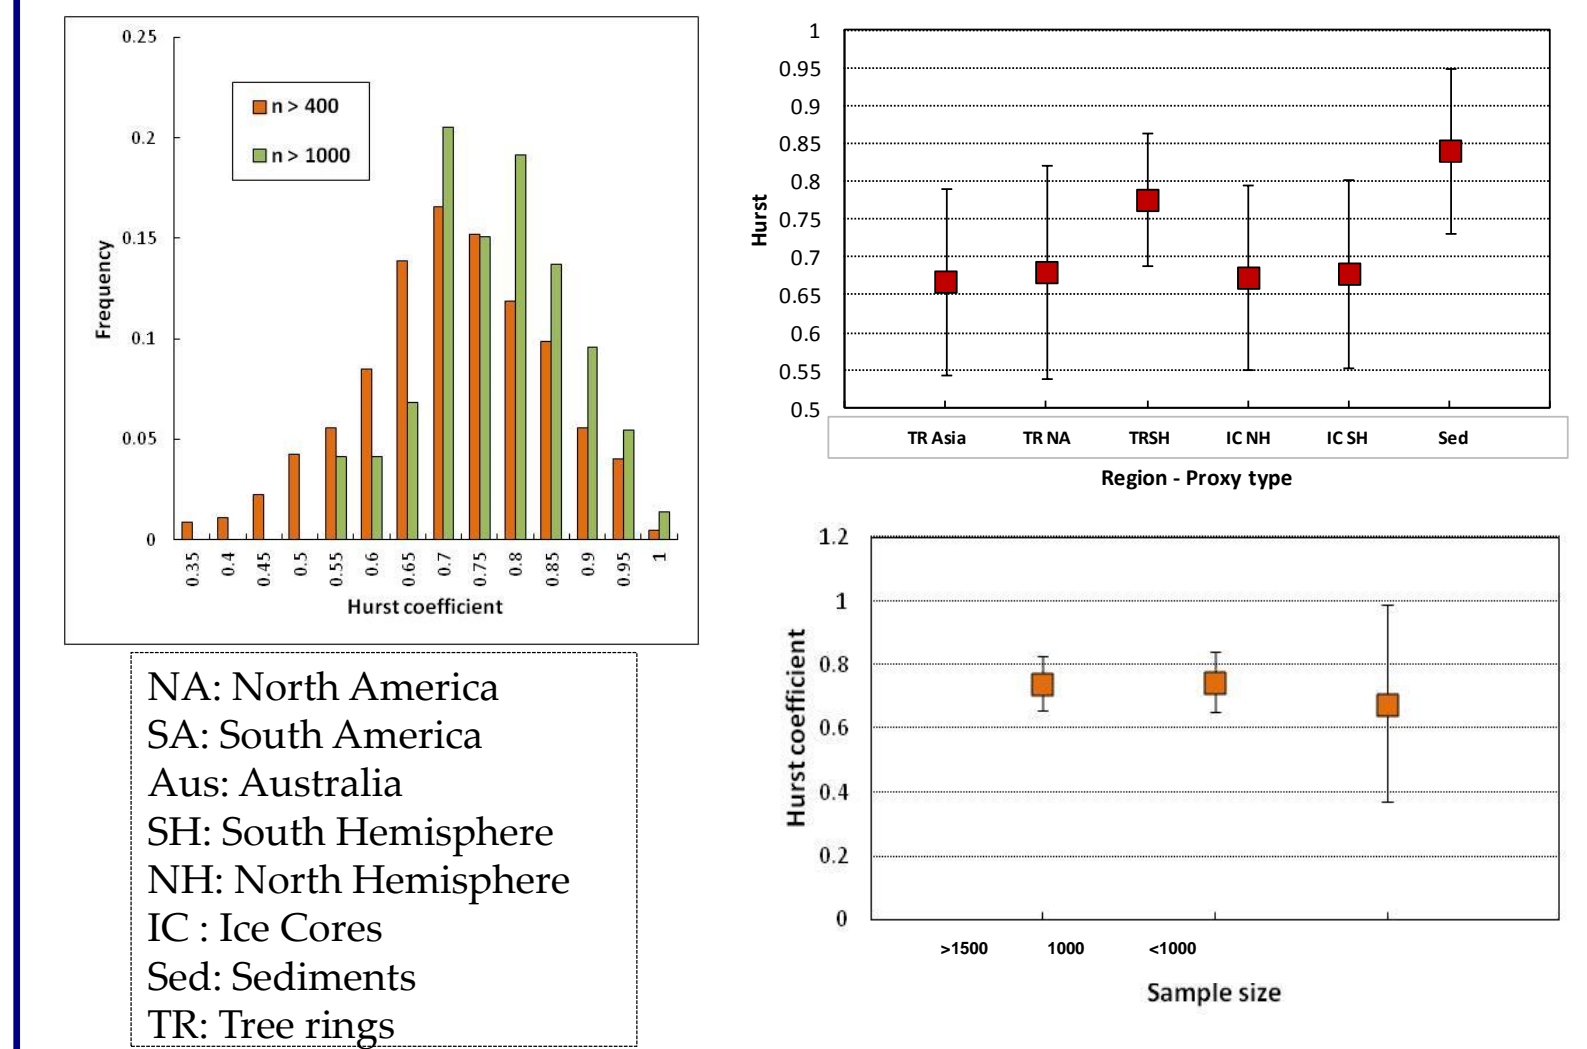 0.25
0.2
0.15
0.1
0.05
0
Frequency
n > 400
n > 1000
0.35 0.4 0.45 0.5 0.55 0.6 0.65 0.7 0.75 0.8 0.85 0.9 0.95 1
Hurst coefficient
1
0.95
0.9
0.85
0.8
0.75
0.7
0.65
0.6
0.55
0.5
Hurst
TR Asia TR NA TRSH IC NH IC SH Sed
Region - Proxy type
NA: North America
SA: South America
Aus: Australia
SH: South Hemisphere
NH: North Hemisphere
IC : Ice Cores
Sed: Sediments
TR: Tree rings
1.2
1
0.8
0.6
0.4
0.2
0
Hurst coefficient
>1500 1000 <1000
Sample size